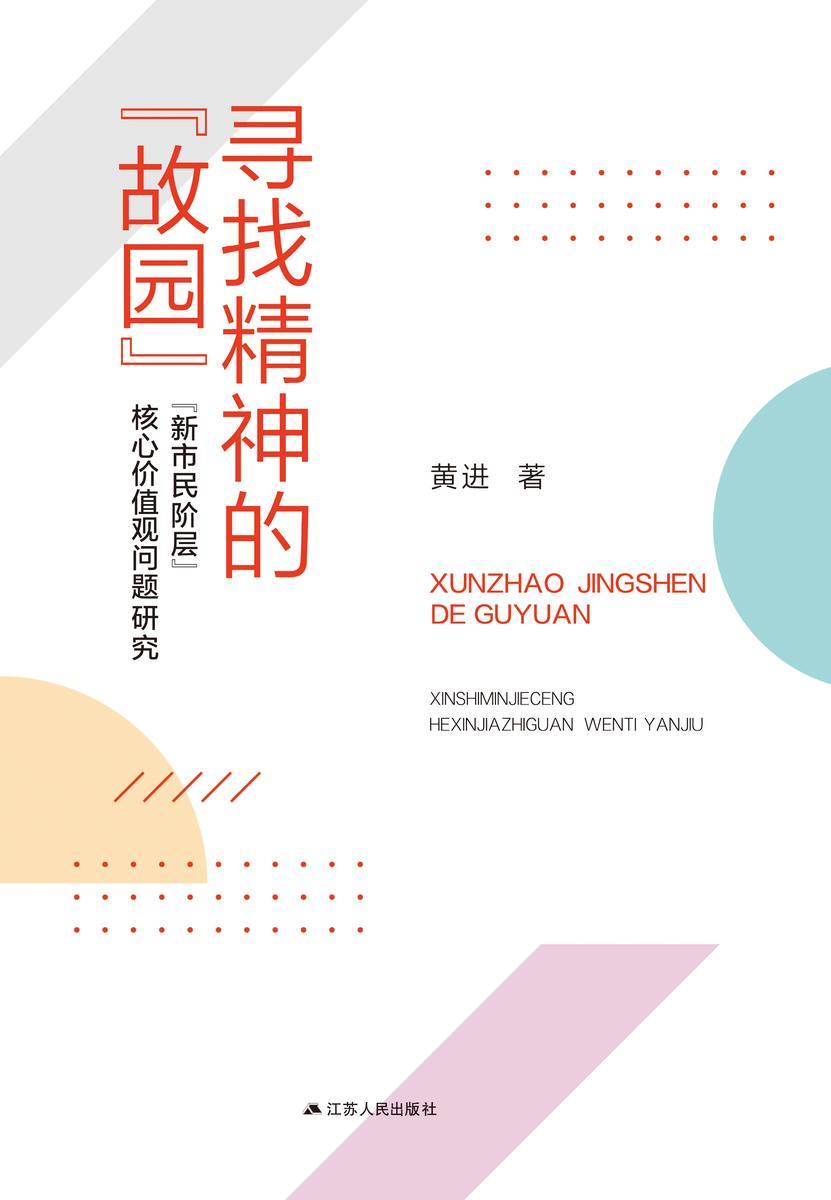 寻找精神的
『故园』
『新市民阶层』
核心价值观问题研究
黄进 著
XUNZHAO JINGSHEN
DE GUYUAN
XINSHIMINJIECENG
HEXINJIAZHIGUAN WENTI YANJIU
江苏人民出版社